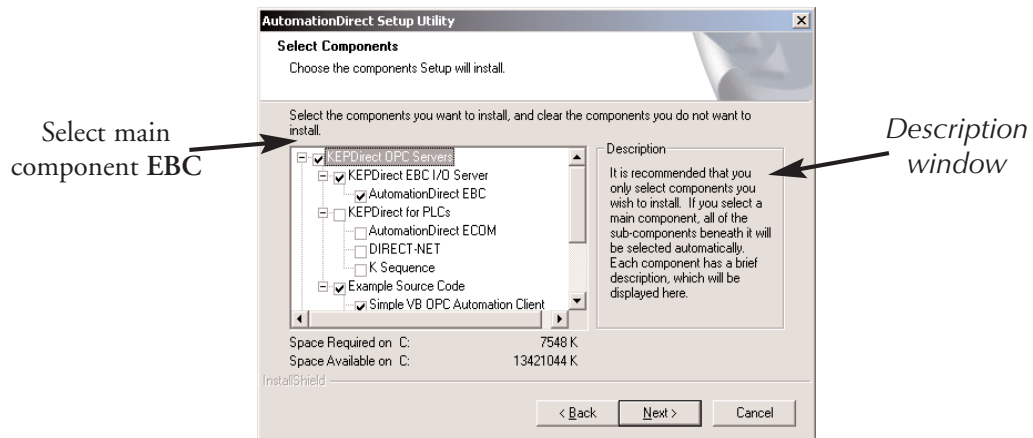 AutomationDirect Setup Utility
Select Components
Choose the components Setup will install.
Select the components you want to install, and clear the components you do not want to
install.
Select main
component EBC
KEPDirect OPC Servers
KEPDirect EBC I/O Server
AutomationDirect EBC
KEPDirect for PLCs
AutomationDirect ECOM
DIRECT-NET
K Sequence
Example Source Code
Simple VB OPC Automation Client
Description
It is recommended that you
only select components you
wish to install. If you select a
main component, all of the
sub-components beneath it will
be selected automatically.
Each component has a brief
description, which will be
displayed here.
Description
window
Space Required on C: 7548 K
Space Available on C: 13421044 K
InstallShield
< Back Next > Cancel